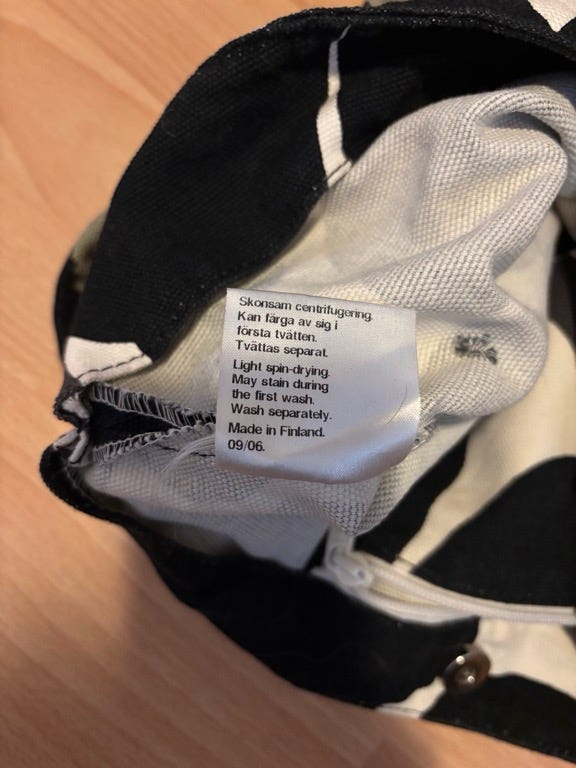 Skonsam centrifugering.
Kan färga av sig i
första tvätten.
Tvättas separat.
Light spin-drying.
May stain during
the first wash.
Wash separately.
Made in Finland.
09/06.